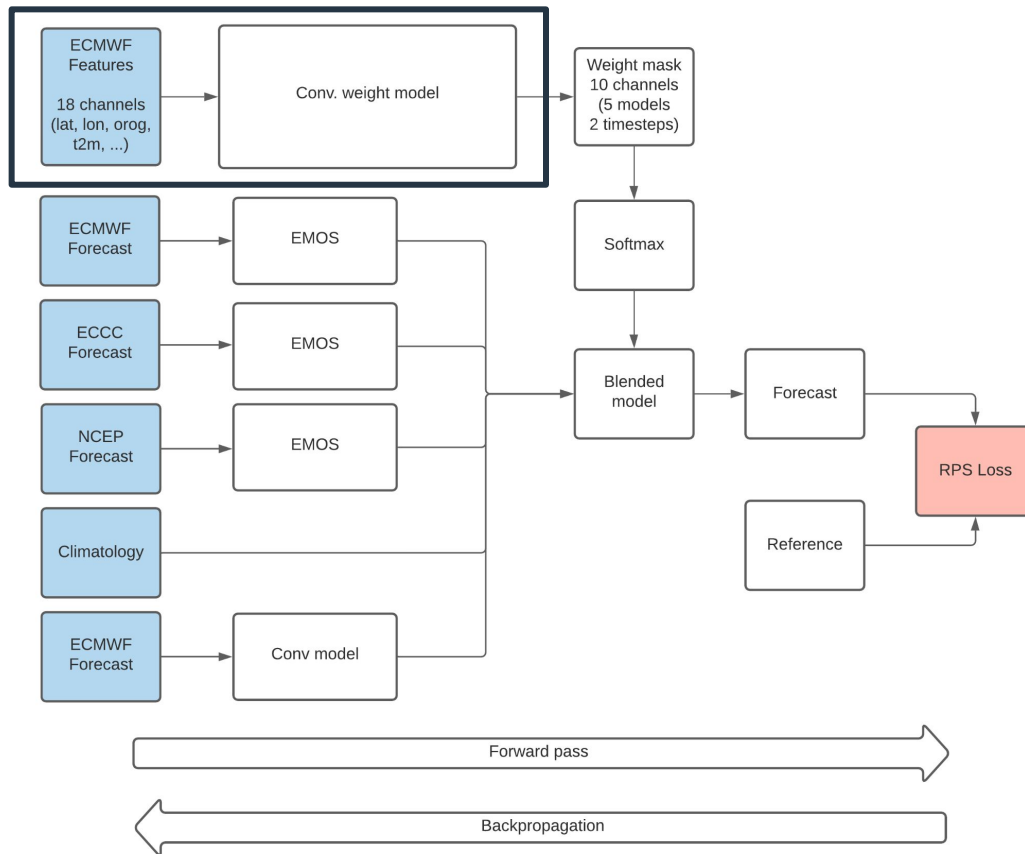 ECMWF
Features
18 channels
(lat, lon, orog,
t2m, ...)
Conv. weight model
Weight mask
10 channels
(5 models
2 timesteps)
ECMWF
Forecast
EMOS
Softmax
ECCC
Forecast
EMOS
Blended
model
Forecast
NCEP
Forecast
EMOS
RPS Loss
Climatology
Reference
ECMWF
Forecast
Conv model
Forward pass
Backpropagation